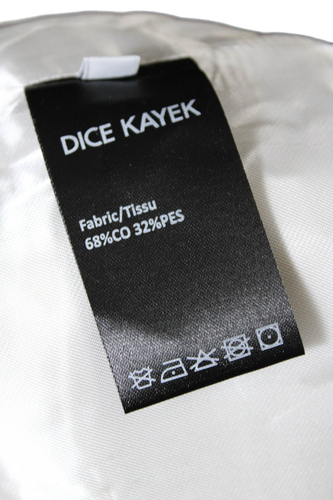 DICE KAYEK
Fabric/Tissu
68%CO 32%PES